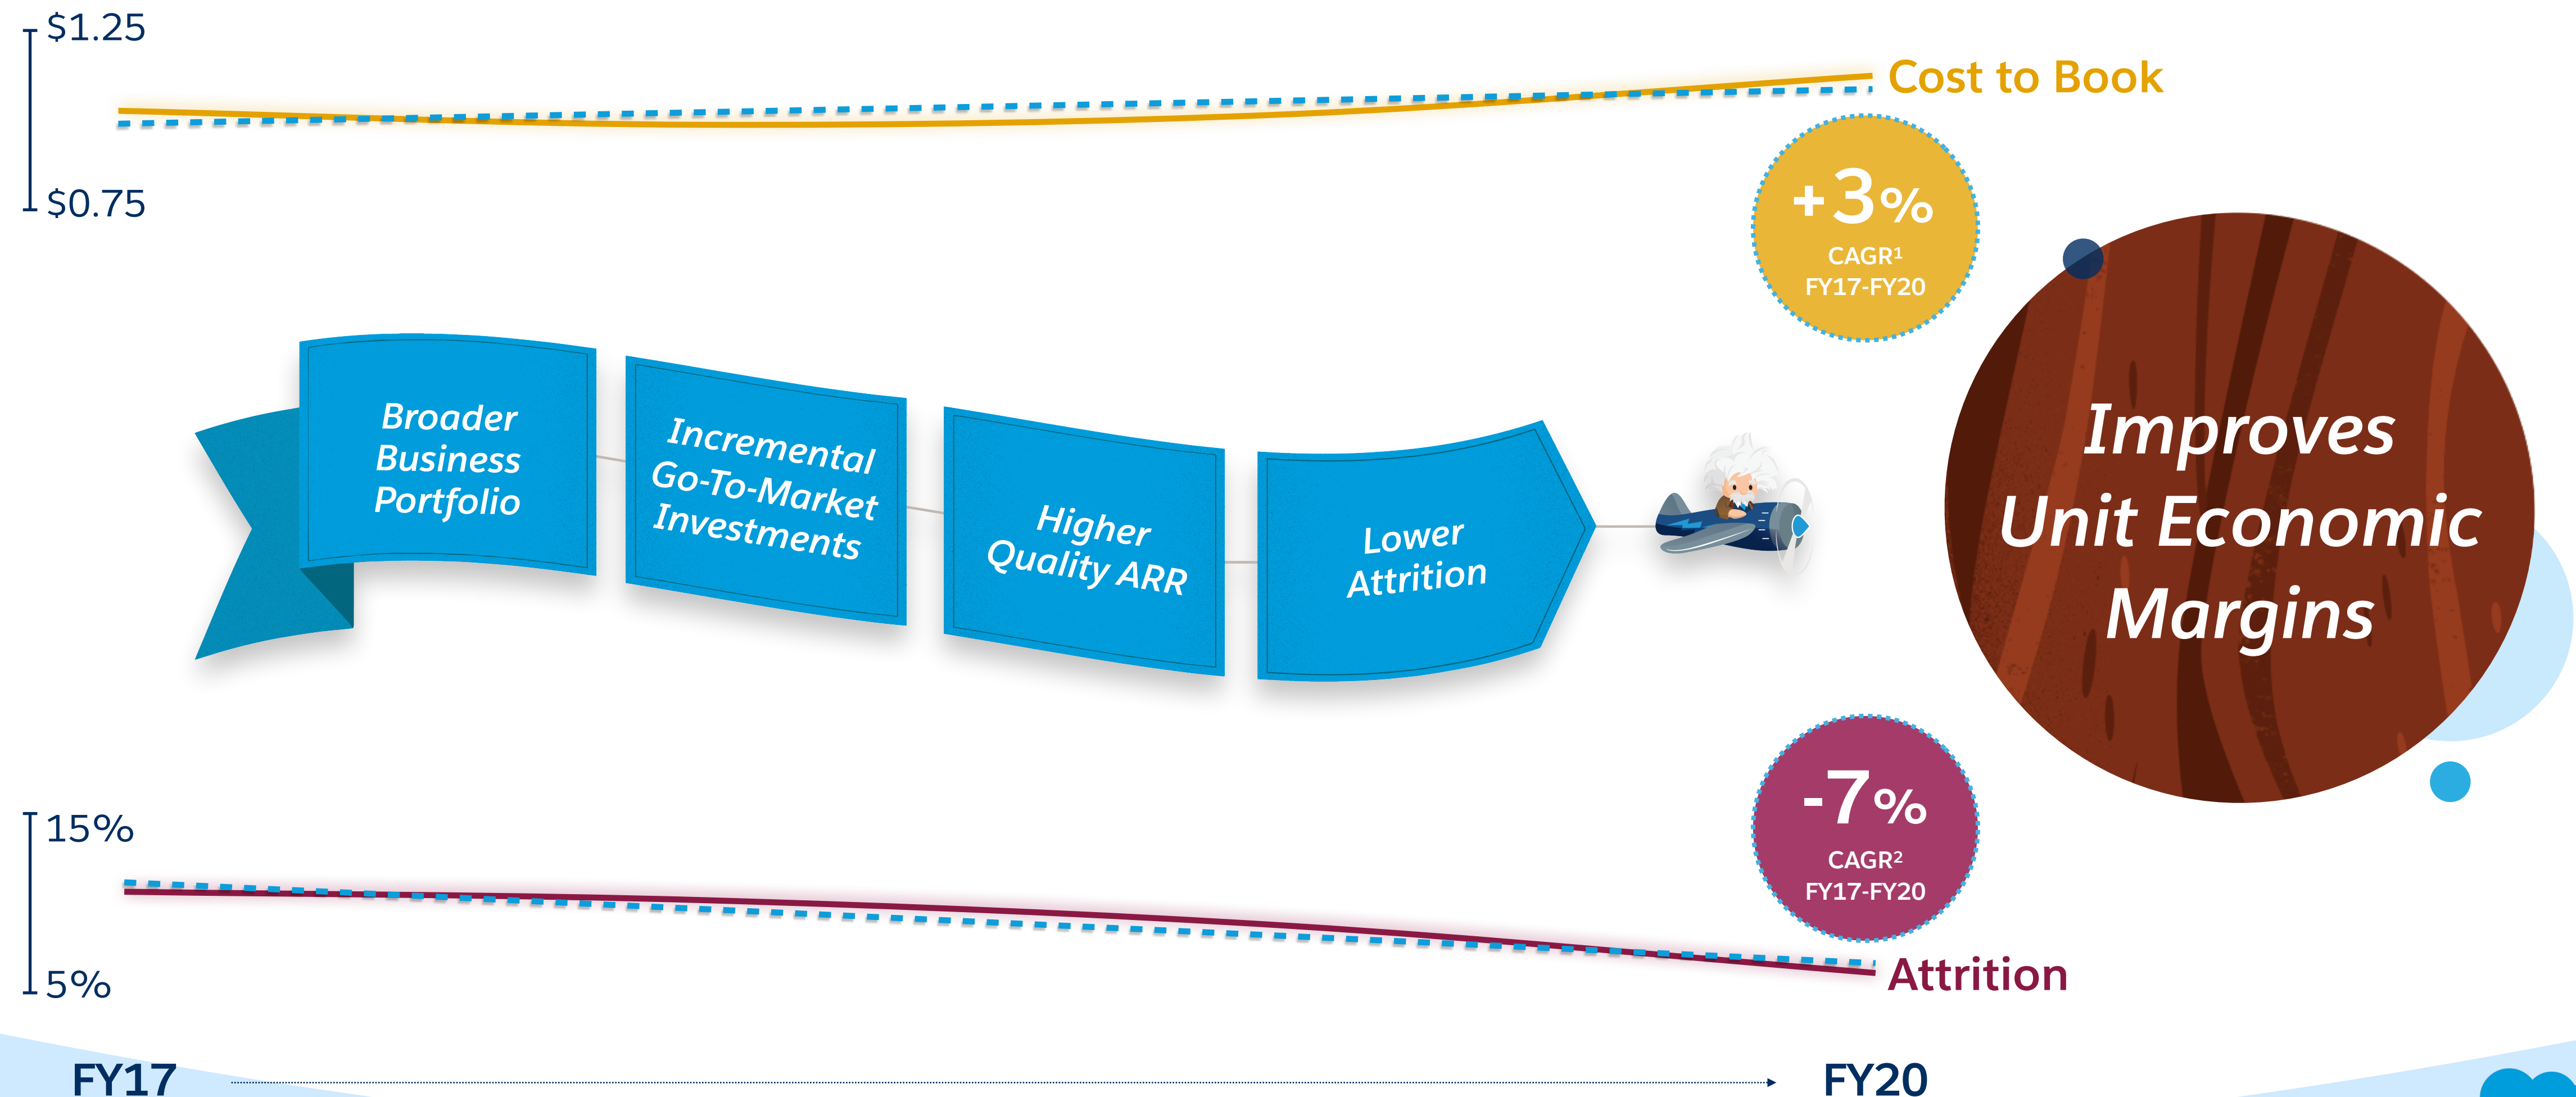 $1.25
Cost to Book
$0.75
+3%
CAGR¹
FY17-FY20
Broader
Business
Portfolio
Incremental
Go-To-Market
Investments
Higher
Quality ARR
Lower
Attrition
Improves
Unit Economic
Margins
-7%
CAGR²
FY17-FY20
15%
5%
Attrition
FY17
FY20